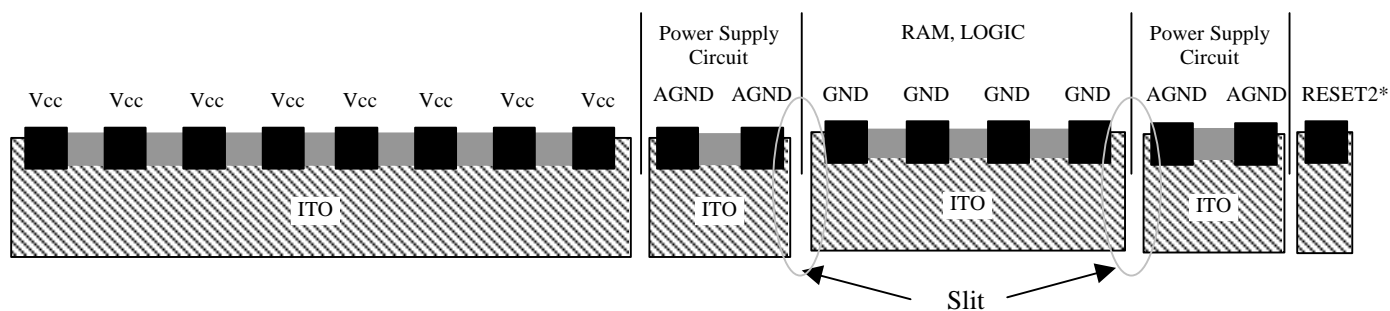 Power Supply
Circuit
RAM, LOGIC
Power Supply
Circuit
Vcc Vcc Vcc Vcc Vcc Vcc Vcc Vcc AGND AGND GND GND GND GND AGND AGND RESET2*
ITO ITO ITO ITO
Slit